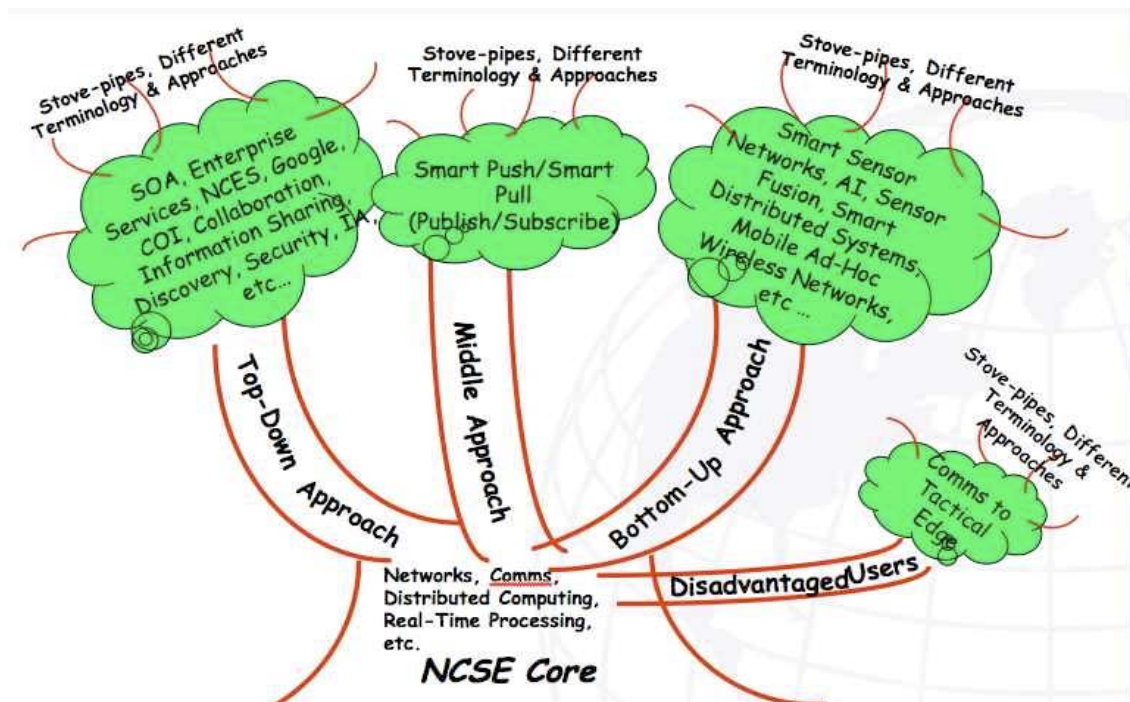 Stove-pipes, Different
Terminology & Approaches
Stove-pipes, Different
Terminology & Approaches
Stove-pipes, Different
Terminology & Approaches
SOA, Enterprise
Services, NCES, Google,
COI, Collaboration,
Information Sharing,
Discovery, Security, IA,
etc...
Smart Push/Smart
Pull
(Publish/Subscribe)
Smart Sensor
Networks, AI, Sensor
Fusion, Smart
Distributed Systems,
Mobile Ad-Hoc
Wireless Networks,
etc ...
Top-Down Approach
Middle Approach
Bottom-Up Approach
Stove-pipes, Different
Terminology &
Approaches
Comms to
Tactical
Edge
Disadvantaged Users
Networks, Comms,
Distributed Computing,
Real-Time Processing,
etc.
NCSE Core